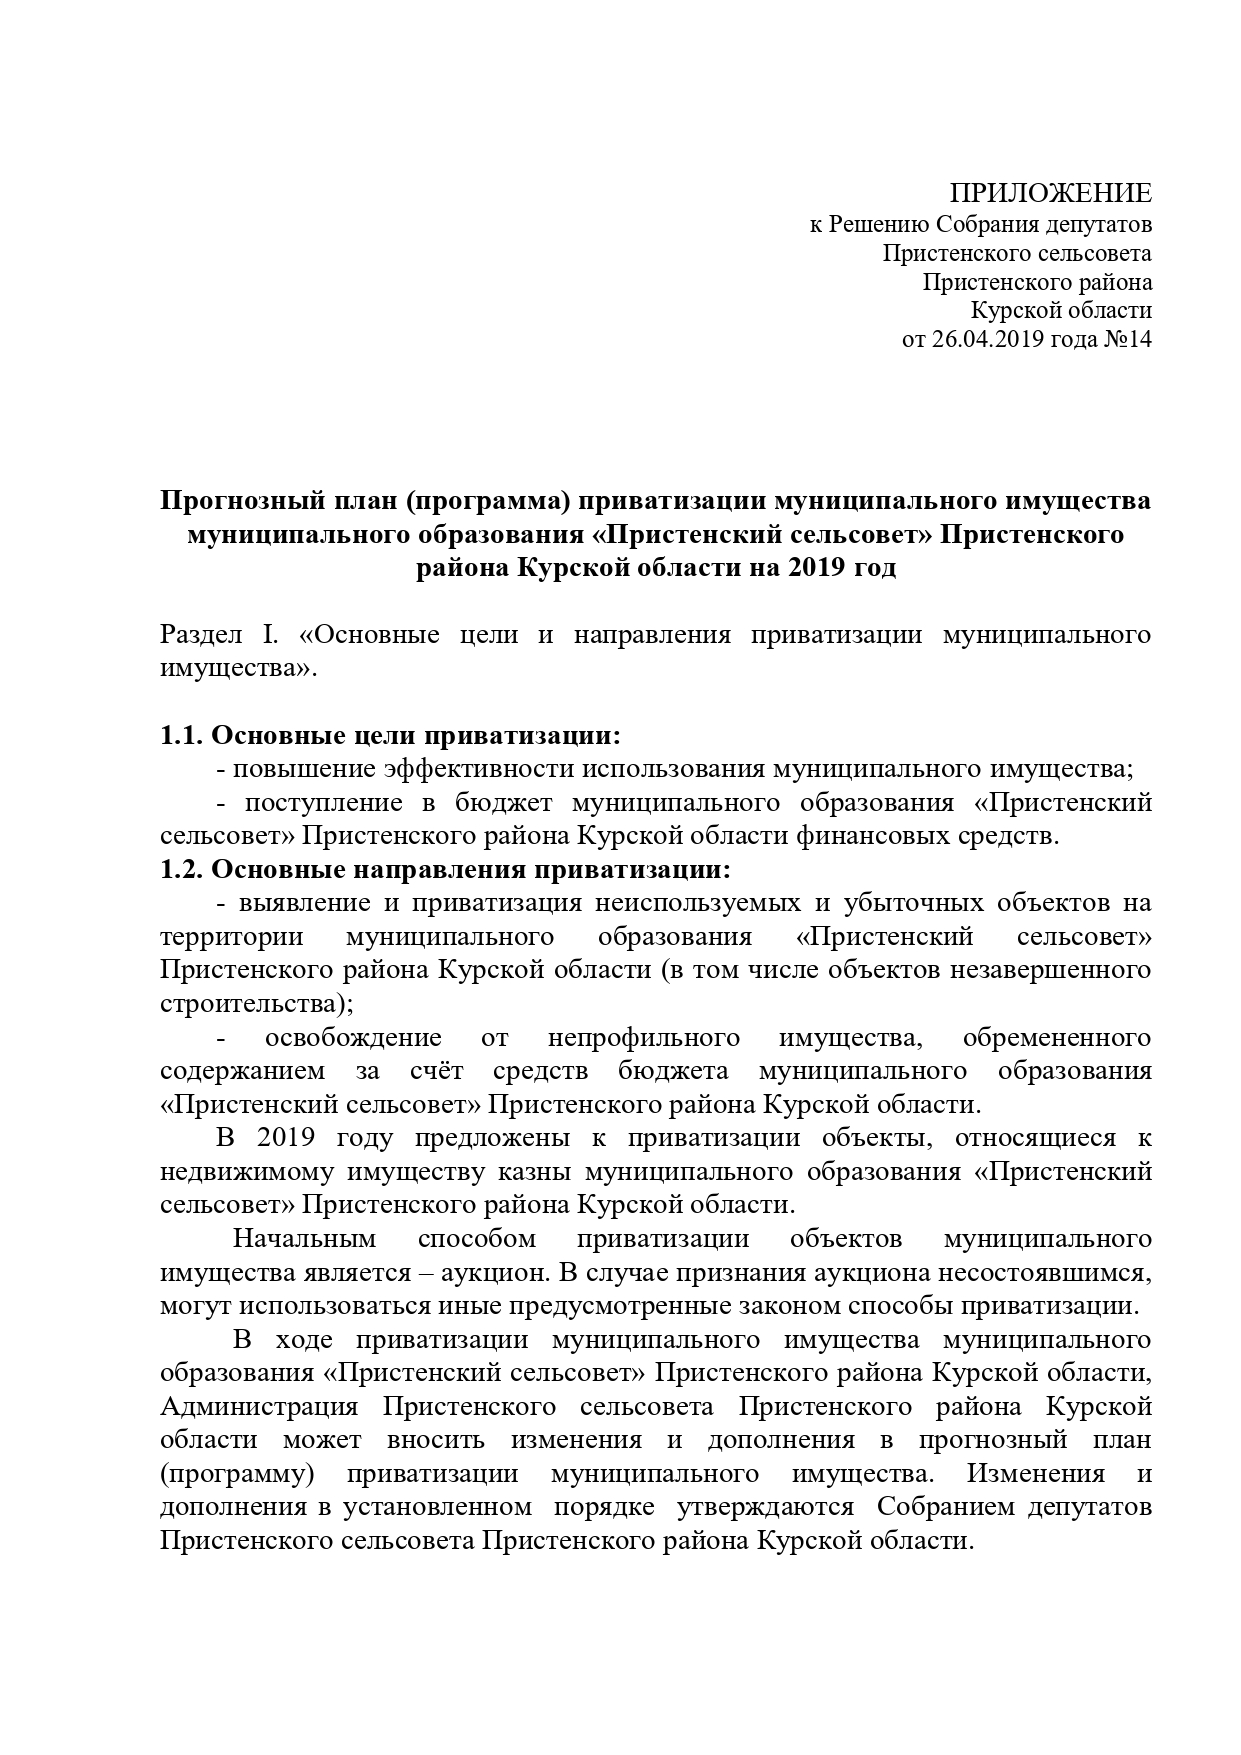 ПРИЛОЖЕНИЕ
к Решению Собрания депутатов
Пристенского сельсовета
Пристенского района
Курской области
от 26.04.2019 года №14
Прогнозный план (программа) приватизации муниципального имущества
муниципального образования «Пристенский сельсовет» Пристенского
района Курской области на 2019 год
Раздел I. «Основные цели и направления приватизации муниципального
имущества».
1.1. Основные цели приватизации:
- повышение эффективности использования муниципального имущества;
- поступление в бюджет муниципального образования «Пристенский
сельсовет» Пристенского района Курской области финансовых средств.
1.2. Основные направления приватизации:
- выявление и приватизация неиспользуемых и убыточных объектов на
территории муниципального образования «Пристенский сельсовет»
Пристенского района Курской области (в том числе объектов незавершенного
строительства);
- освобождение от непрофильного имущества, обремененного
содержанием за счёт средств бюджета муниципального образования
«Пристенский сельсовет» Пристенского района Курской области.
В 2019 году предложены к приватизации объекты, относящиеся к
недвижимому имуществу казны муниципального образования «Пристенский
сельсовет» Пристенского района Курской области.
Начальным способом приватизации объектов муниципального
имущества является – аукцион. В случае признания аукциона несостоявшимся,
могут использоваться иные предусмотренные законом способы приватизации.
В ходе приватизации муниципального имущества муниципального
образования «Пристенский сельсовет» Пристенского района Курской области,
Администрация Пристенского сельсовета Пристенского района Курской
области может вносить изменения и дополнения в прогнозный план
(программу) приватизации муниципального имущества. Изменения и
дополнения в установленном порядке утверждаются Собранием депутатов
Пристенского сельсовета Пристенского района Курской области.